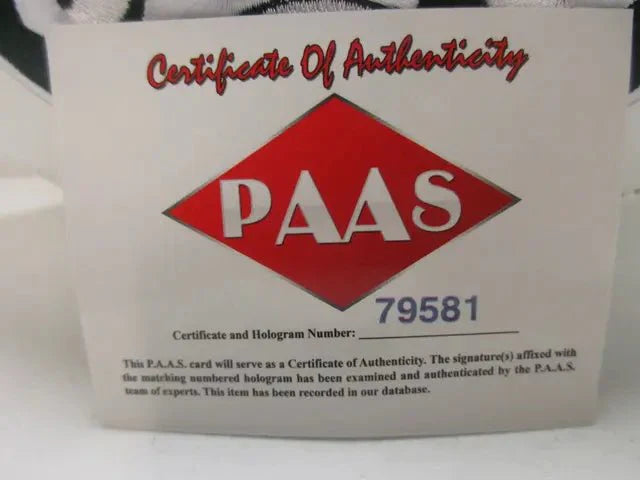 Certificate Of Authenticity
PAAS
79581
Certificate and Hologram Number:
This P.A.A.S. card will serve as a Certificate of Authenticity. The signature(s) affixed with
the matching numbered hologram has been examined and authenticated by the P.A.A.S.
team of experts. This item has been recorded in our database.